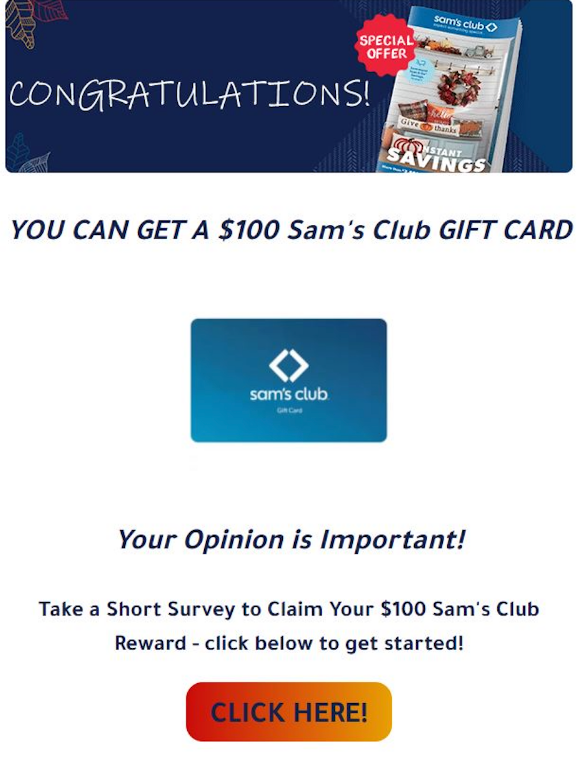 SPECIAL
OFFER
sam's club
CONGRATULATIONS!
hello
Give thanks
INSTANT
SAVINGS
YOU CAN GET A $100 Sam's Club GIFT CARD
sam's club
Gift Card
Your Opinion is Important!
Take a Short Survey to Claim Your $100 Sam's Club
Reward - click below to get started!
CLICK HERE!